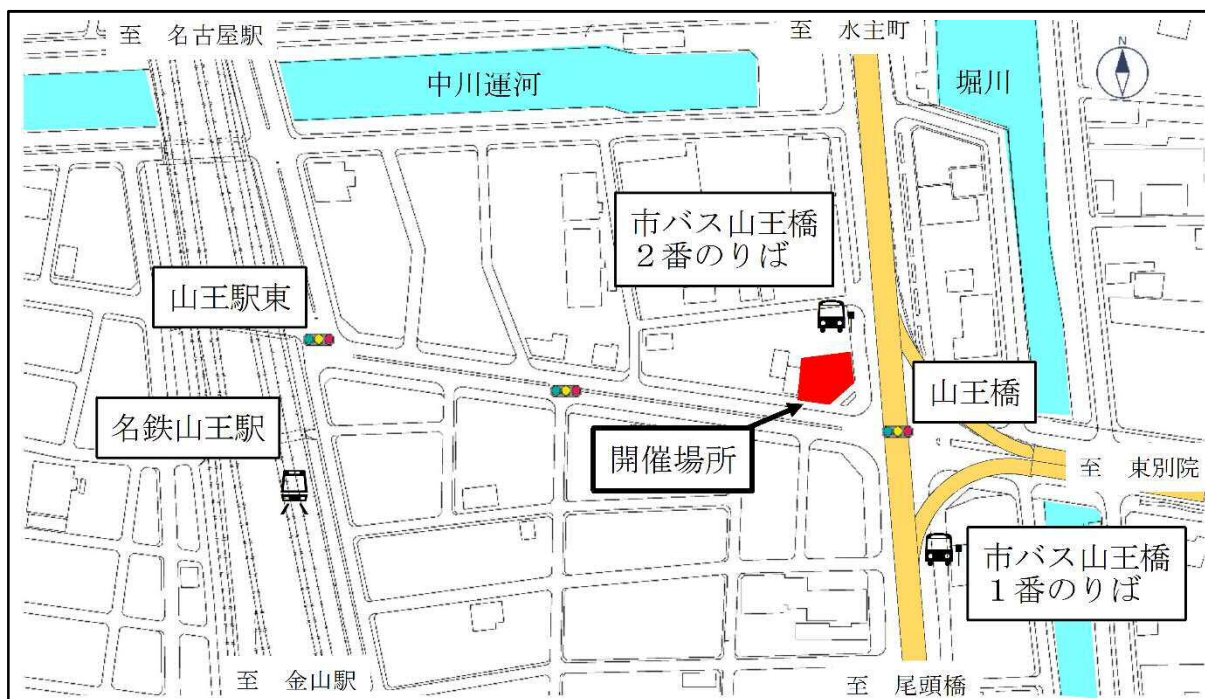 至　名古屋駅
至　水主町
N
中川運河
堀川
市バス山王橋
２番のりば
山王駅東
山王橋
名鉄山王駅
開催場所
至　東別院
市バス山王橋
１番のりば
至　金山駅
至　尾頭橋